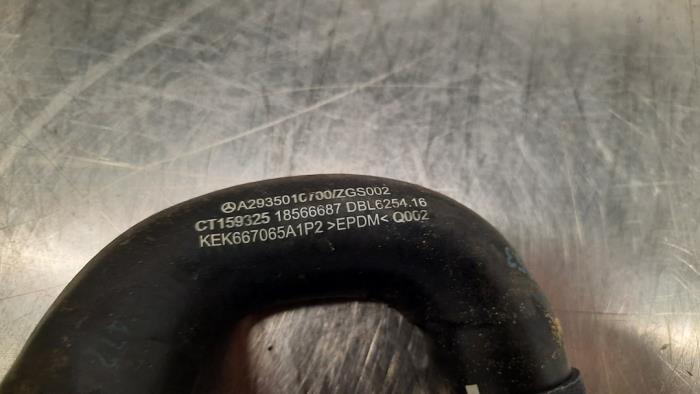 A2935010700/ZGS002
CT159325 18566687 DBL6254.16
KEK667065A1P2 >EPDM< Q002